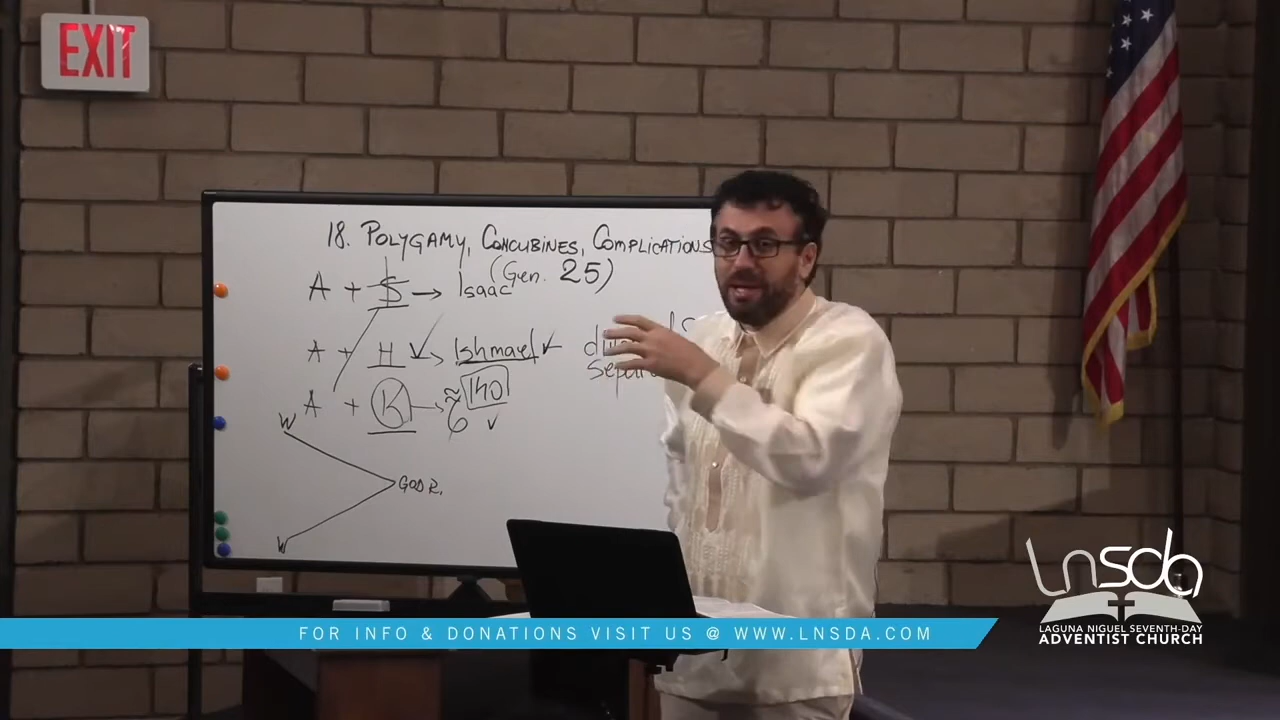 EXIT
18. POLYGAMY, CONCUBINES, COMPLICATIONS
(Gen. 25)
A + S → Isaac
A + H ✓ → Ishmael ✓
A + K → ≈ 140
6 ✓
W
GOD R.
W
LNSDA
LAGUNA NIGUEL SEVENTH-DAY
ADVENTIST CHURCH
FOR INFO & DONATIONS VISIT US @ WWW.LNSDA.COM